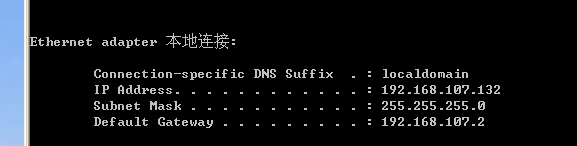 Ethernet adapter 本地连接:
Connection-specific DNS Suffix  . : localdomain
IP Address. . . . . . . . . . . . : 192.168.107.132
Subnet Mask . . . . . . . . . . . : 255.255.255.0
Default Gateway . . . . . . . . . : 192.168.107.2